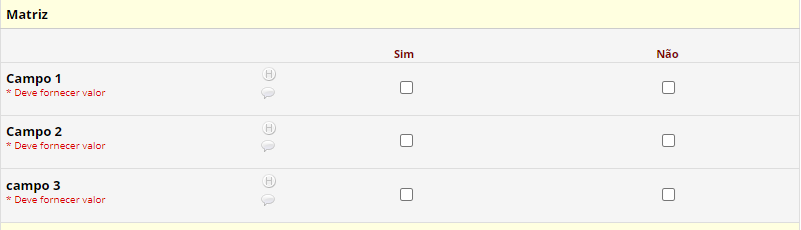 Matriz
Sim Não
Campo 1
* Deve fornecer valor
H
Campo 2
* Deve fornecer valor
H
campo 3
* Deve fornecer valor
H